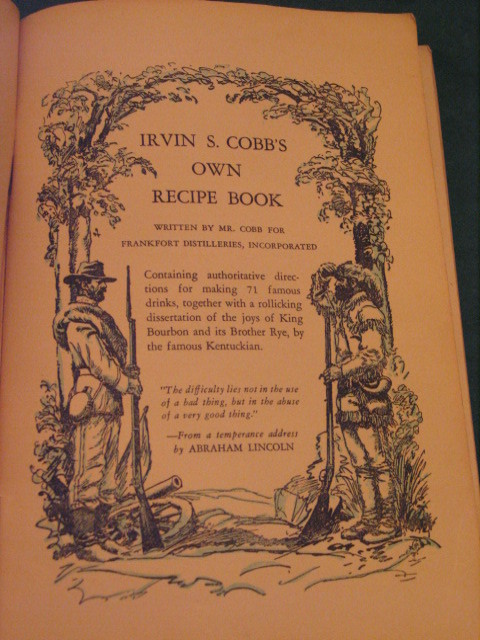 IRVIN S. COBB'S
OWN
RECIPE BOOK
WRITTEN BY MR. COBB FOR
FRANKFORT DISTILLERIES, INCORPORATED
Containing authoritative direc-
tions for making 71 famous
drinks, together with a rollicking
dissertation of the joys of King
Bourbon and its Brother Rye, by
the famous Kentuckian.
"The difficulty lies not in the use
of a bad thing, but in the abuse
of a very good thing."
—From a temperance address
by ABRAHAM LINCOLN